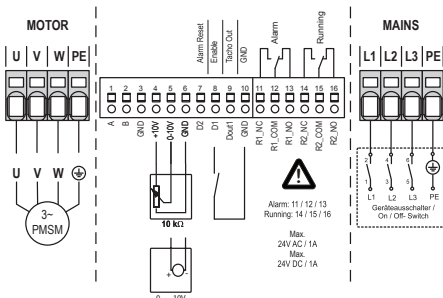 MOTOR
U V W PE
U V W
3~
PMSM
Alarm Reset
Enable
Tacho Out
GND
Alarm
Running
1 2 3 4 5 6 7 8 9 10 11 12 13 14 15 16
A
B
GND
+10V
0-10V
GND
D2
D1
Dout1
GND
R1_NC
R1_COM
R1_NO
R2_NC
R2_COM
R2_NO
10 kΩ
+ -
0 10V
Alarm: 11 / 12 / 13
Running: 14 / 15 / 16
Max.
24V AC / 1A
Max.
24V DC / 1A
MAINS
L1 L2 L3 PE
2 4 6
1 3 5
L1 L2 L3 PE
Geräteausschalter /
On / Off- Switch